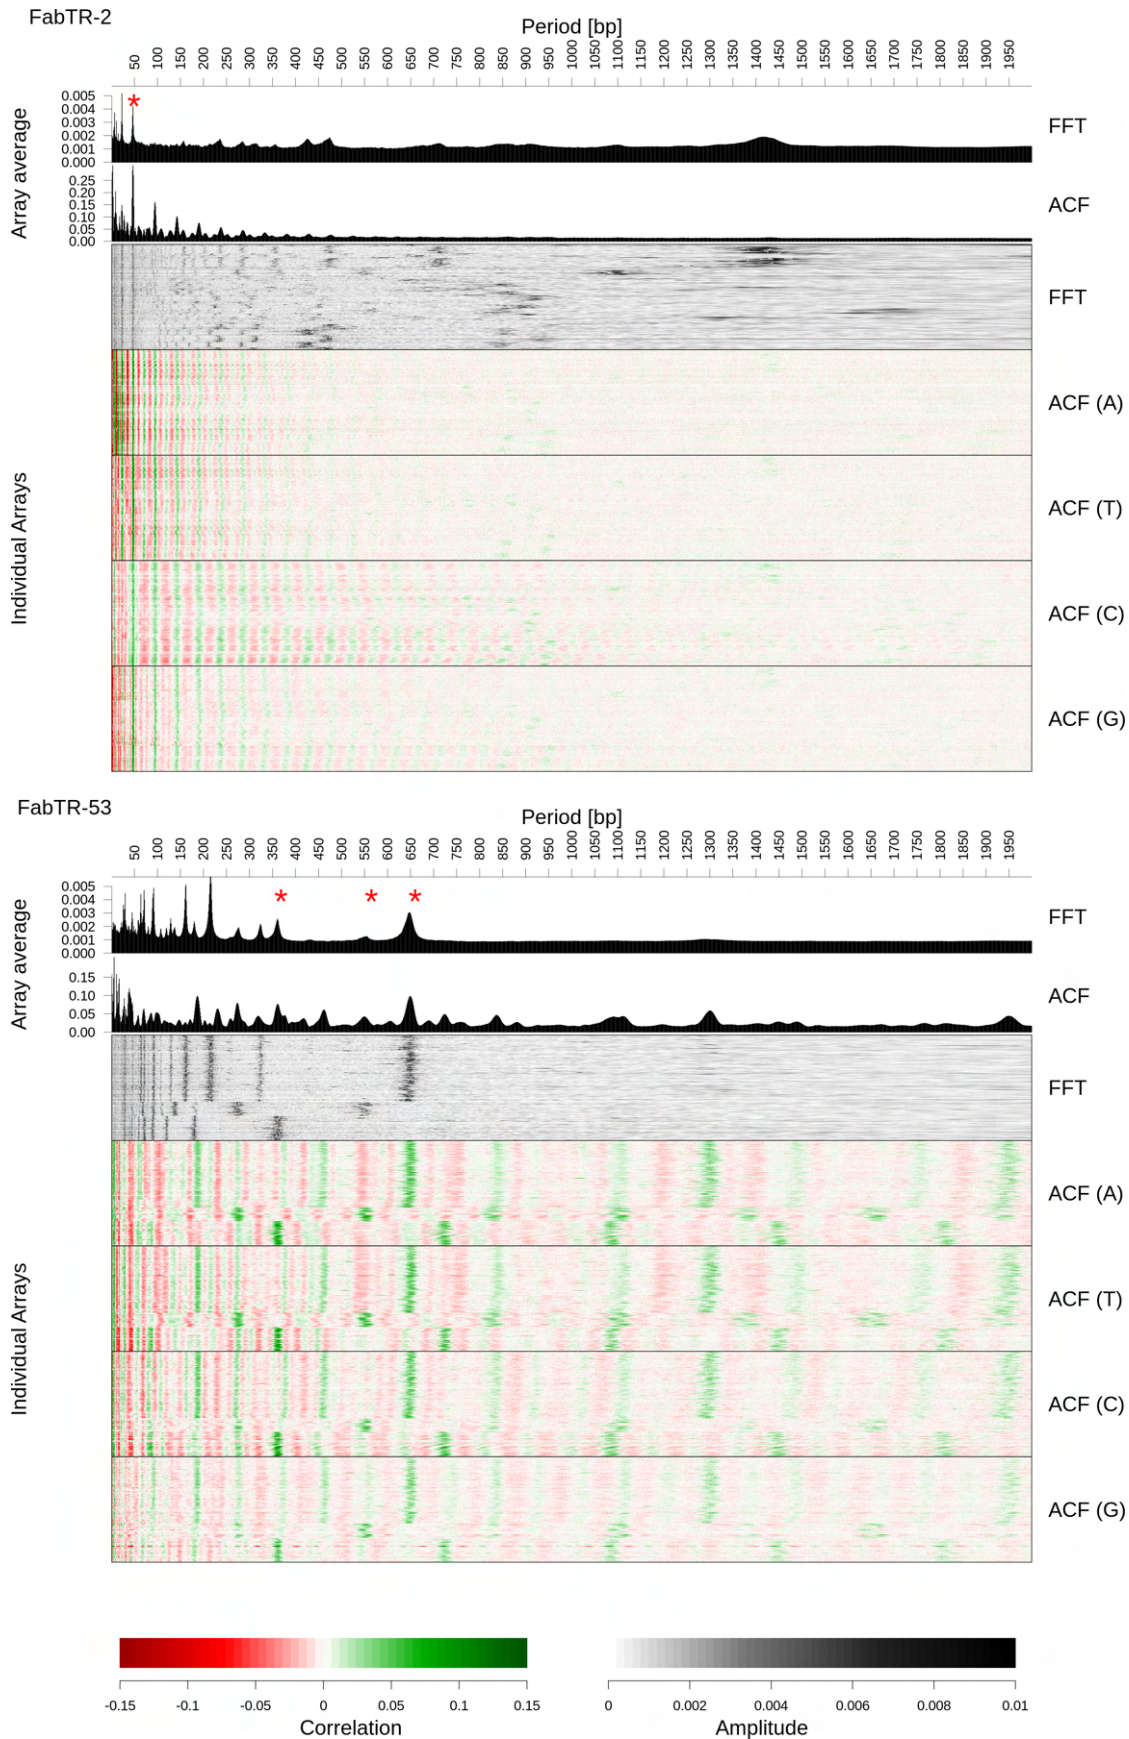 FabTR-2
Period [bp]
50 100 150 200 250 300 350 400 450 500 550 600 650 700 750 800 850 900 950 1000 1050 1100 1150 1200 1250 1300 1350 1400 1450 1500 1550 1600 1650 1700 1750 1800 1850 1900 1950
Array average
0.005
0.004
0.003
0.002
0.001
0.000
*
FFT
0.25
0.20
0.15
0.10
0.05
0.00
ACF
Individual Arrays
FFT
ACF (A)
ACF (T)
ACF (C)
ACF (G)
FabTR-53
Period [bp]
50 100 150 200 250 300 350 400 450 500 550 600 650 700 750 800 850 900 950 1000 1050 1100 1150 1200 1250 1300 1350 1400 1450 1500 1550 1600 1650 1700 1750 1800 1850 1900 1950
Array average
0.005
0.004
0.003
0.002
0.001
0.000
* * *
FFT
0.15
0.10
0.05
0.00
ACF
Individual Arrays
FFT
ACF (A)
ACF (T)
ACF (C)
ACF (G)
-0.15 -0.1 -0.05 0 0.05 0.1 0.15
Correlation
0 0.002 0.004 0.006 0.008 0.01
Amplitude